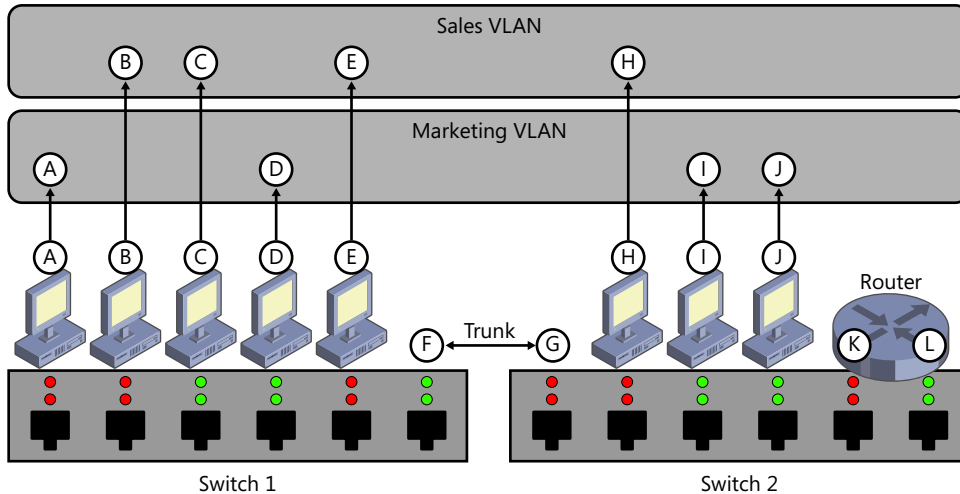 Sales VLAN
B C E H
Marketing VLAN
A D I J
A B C D E H I J
Router
F Trunk G K L
Switch 1 Switch 2